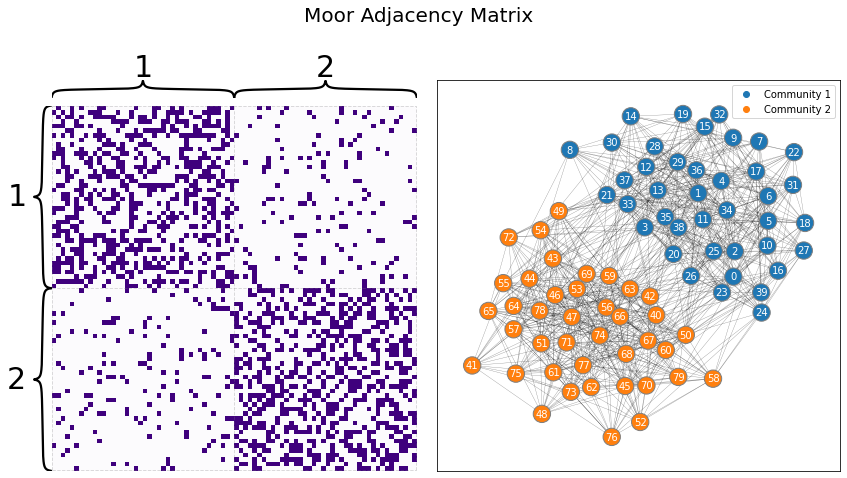 Moor Adjacency Matrix
1 2
1
2
Community 1
Community 2
14 19 32
15
30 9 7
8 28 22
29
12 36 17
37 4 31
13
21 1 6
33
49 34
35 11 5 18
54 3 38
72
10
43 20 25 2 27
16
69 59 26 0
55 44
53 63 23 39
46 42
64 56
65 78 47 66 40 24
57
74 50
51 71 67
60
68
41 77
75 61 79 58
45 70
73 62
48
52
76